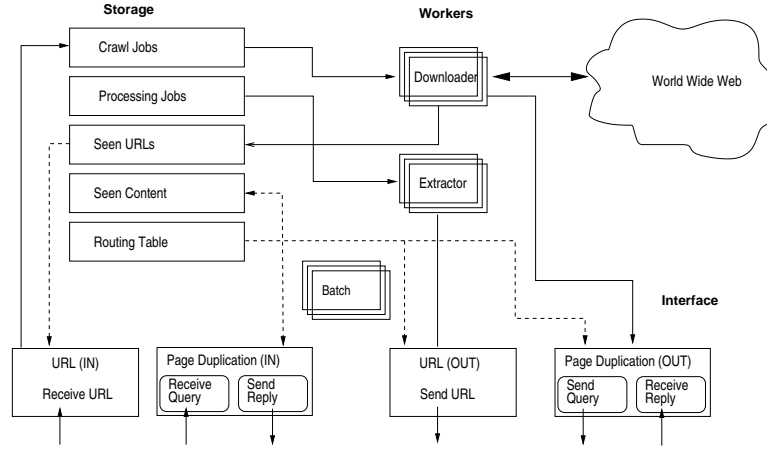 Storage
Workers
Crawl Jobs
Downloader
World Wide Web
Processing Jobs
Seen URLs
Seen Content
Extractor
Routing Table
Batch
Interface
URL (IN)
Receive URL
Page Duplication (IN)
Receive
Query
Send
Reply
URL (OUT)
Send URL
Page Duplication (OUT)
Send
Query
Receive
Reply